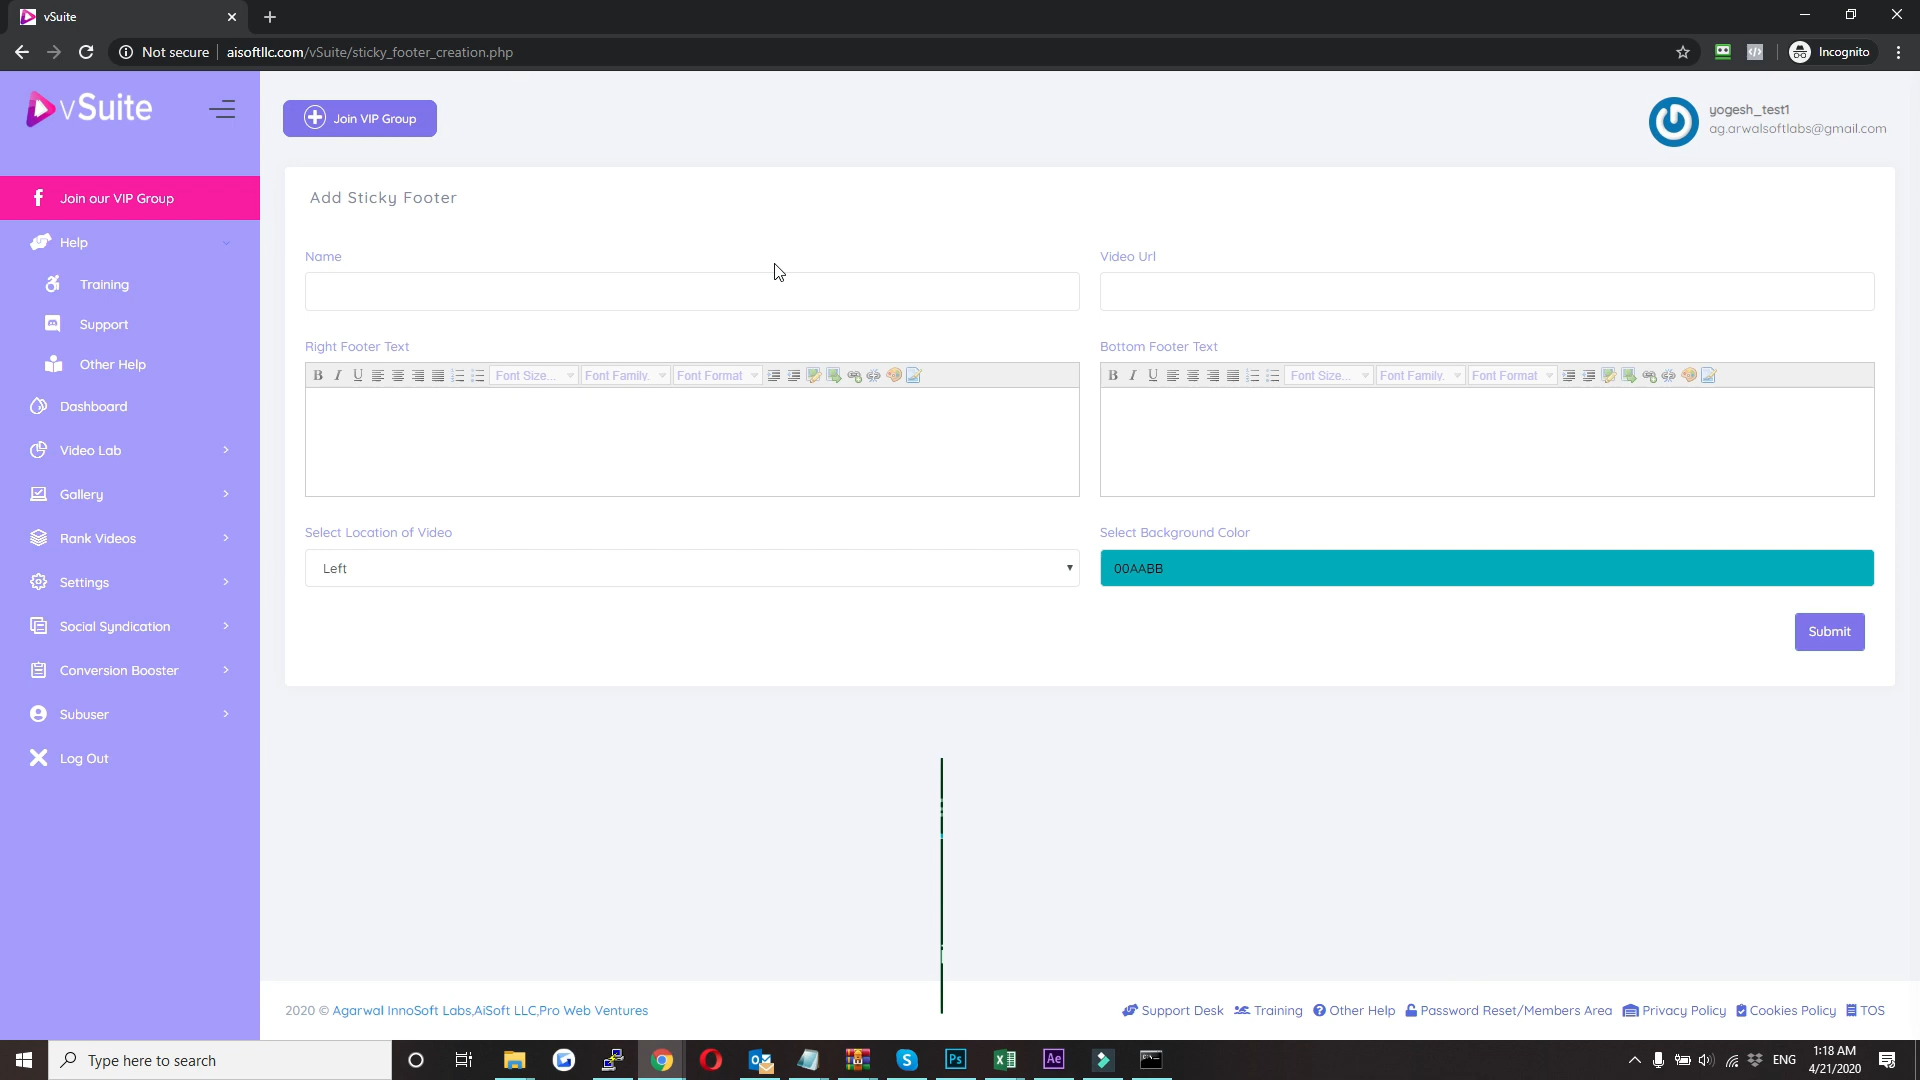 vSuite
Not secure
aisoftllc.com/vSuite/sticky_footer_creation.php
Incognito
vSuite
Join VIP Group
yogesh_test1
ag.arwalsoftlabs@gmail.com
Join our VIP Group
Help
Training
Support
Other Help
Dashboard
Video Lab
Gallery
Rank Videos
Settings
Social Syndication
Conversion Booster
Subuser
Log Out
Add Sticky Footer
Name
Video Url
Right Footer Text
Bottom Footer Text
B I U Font Size... Font Family. Font Format
B I U Font Size... Font Family. Font Format
Select Location of Video
Select Background Color
Left
00AABB
Submit
2020 © Agarwal InnoSoft Labs,AiSoft LLC,Pro Web Ventures
Support Desk Training Other Help Password Reset/Members Area Privacy Policy Cookies Policy TOS
Type here to search
Ps
Ae
ENG
1:18 AM
4/21/2020